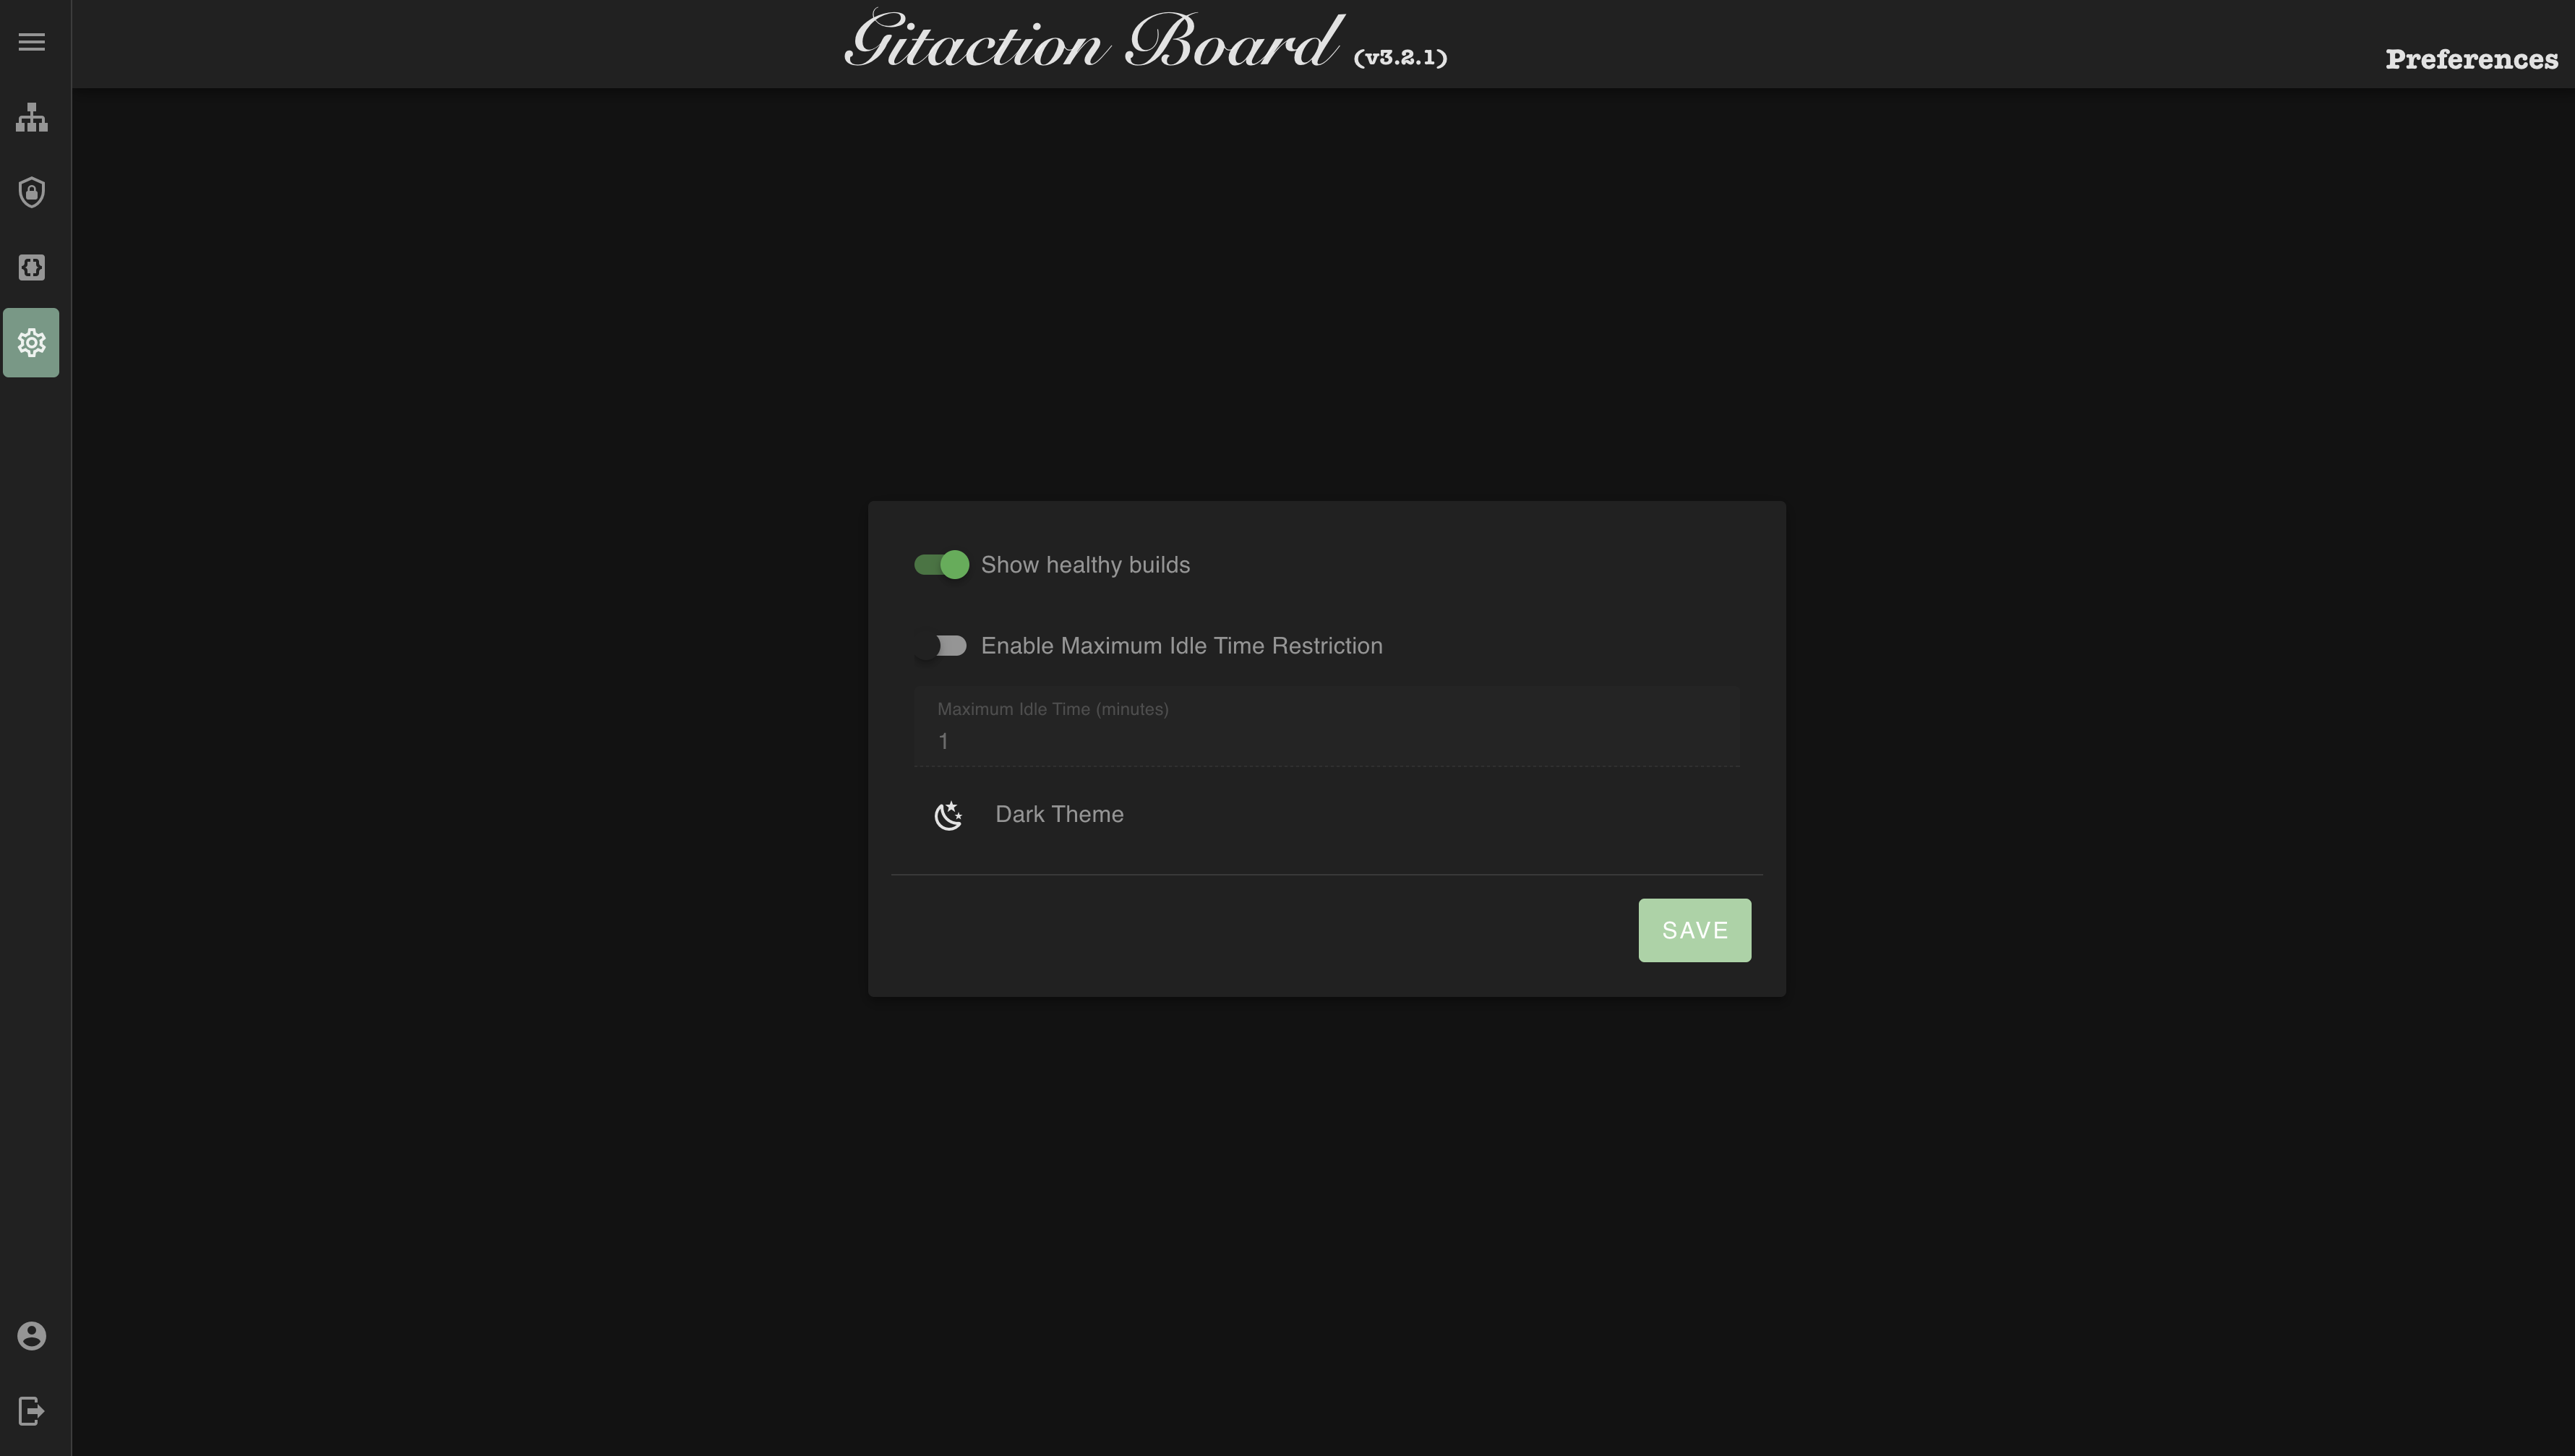 Gitaction Board (v3.2.1)
Preferences
Show healthy builds
Enable Maximum Idle Time Restriction
Maximum Idle Time (minutes)
1
Dark Theme
SAVE